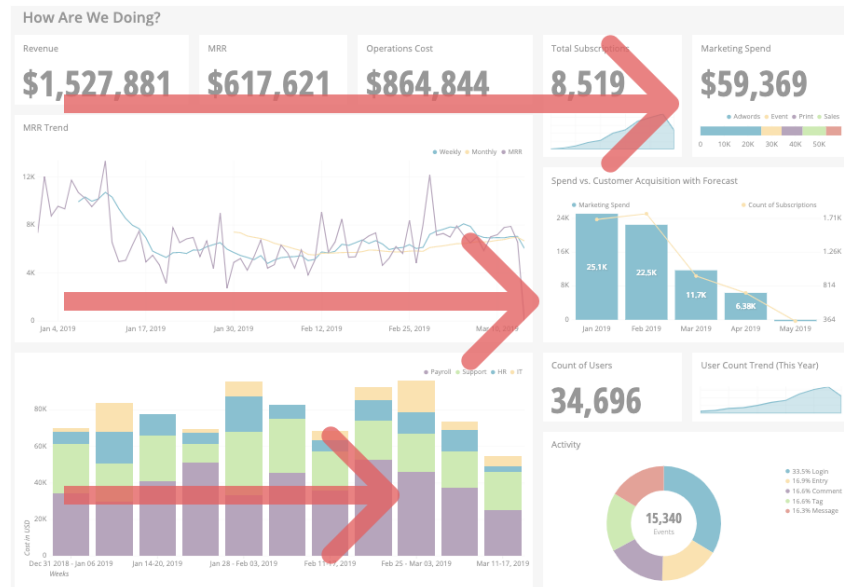 How Are We Doing?
Revenue
MRR
Operations Cost
Total Subscriptions
Marketing Spend
$1,527,881
$617,621
$864,844
8,519
$59,369
Adwords Event Print Sales
0 10K 20K 30K 40K 50K
MRR Trend
Weekly Monthly MRR
12K
8K
4K
0
Jan 4, 2019 Jan 17, 2019 Jan 30, 2019 Feb 12, 2019 Feb 25, 2019
Spend vs. Customer Acquisition with Forecast
Marketing Spend Count of Subscriptions
24K 1.71K
16K 1.26K
8K 814
0 364
25.1K 22.5K 11.7K 6.38K
Jan 2019 Feb 2019 Mar 2019 Apr 2019 May 2019
Payroll Support HR IT
80K
60K
40K
20K
0
Cost in USD
Dec 31 2018 - Jan 06 2019 Jan 14-20, 2019 Jan 28 - Feb 03, 2019 Feb 11-17, 2019 Feb 25 - Mar 03, 2019 Mar 11-17, 2019
Weeks
Count of Users
34,696
User Count Trend (This Year)
Activity
33.5% Login
16.9% Entry
16.6% Comment
16.6% Tag
16.3% Message
15,340
Events